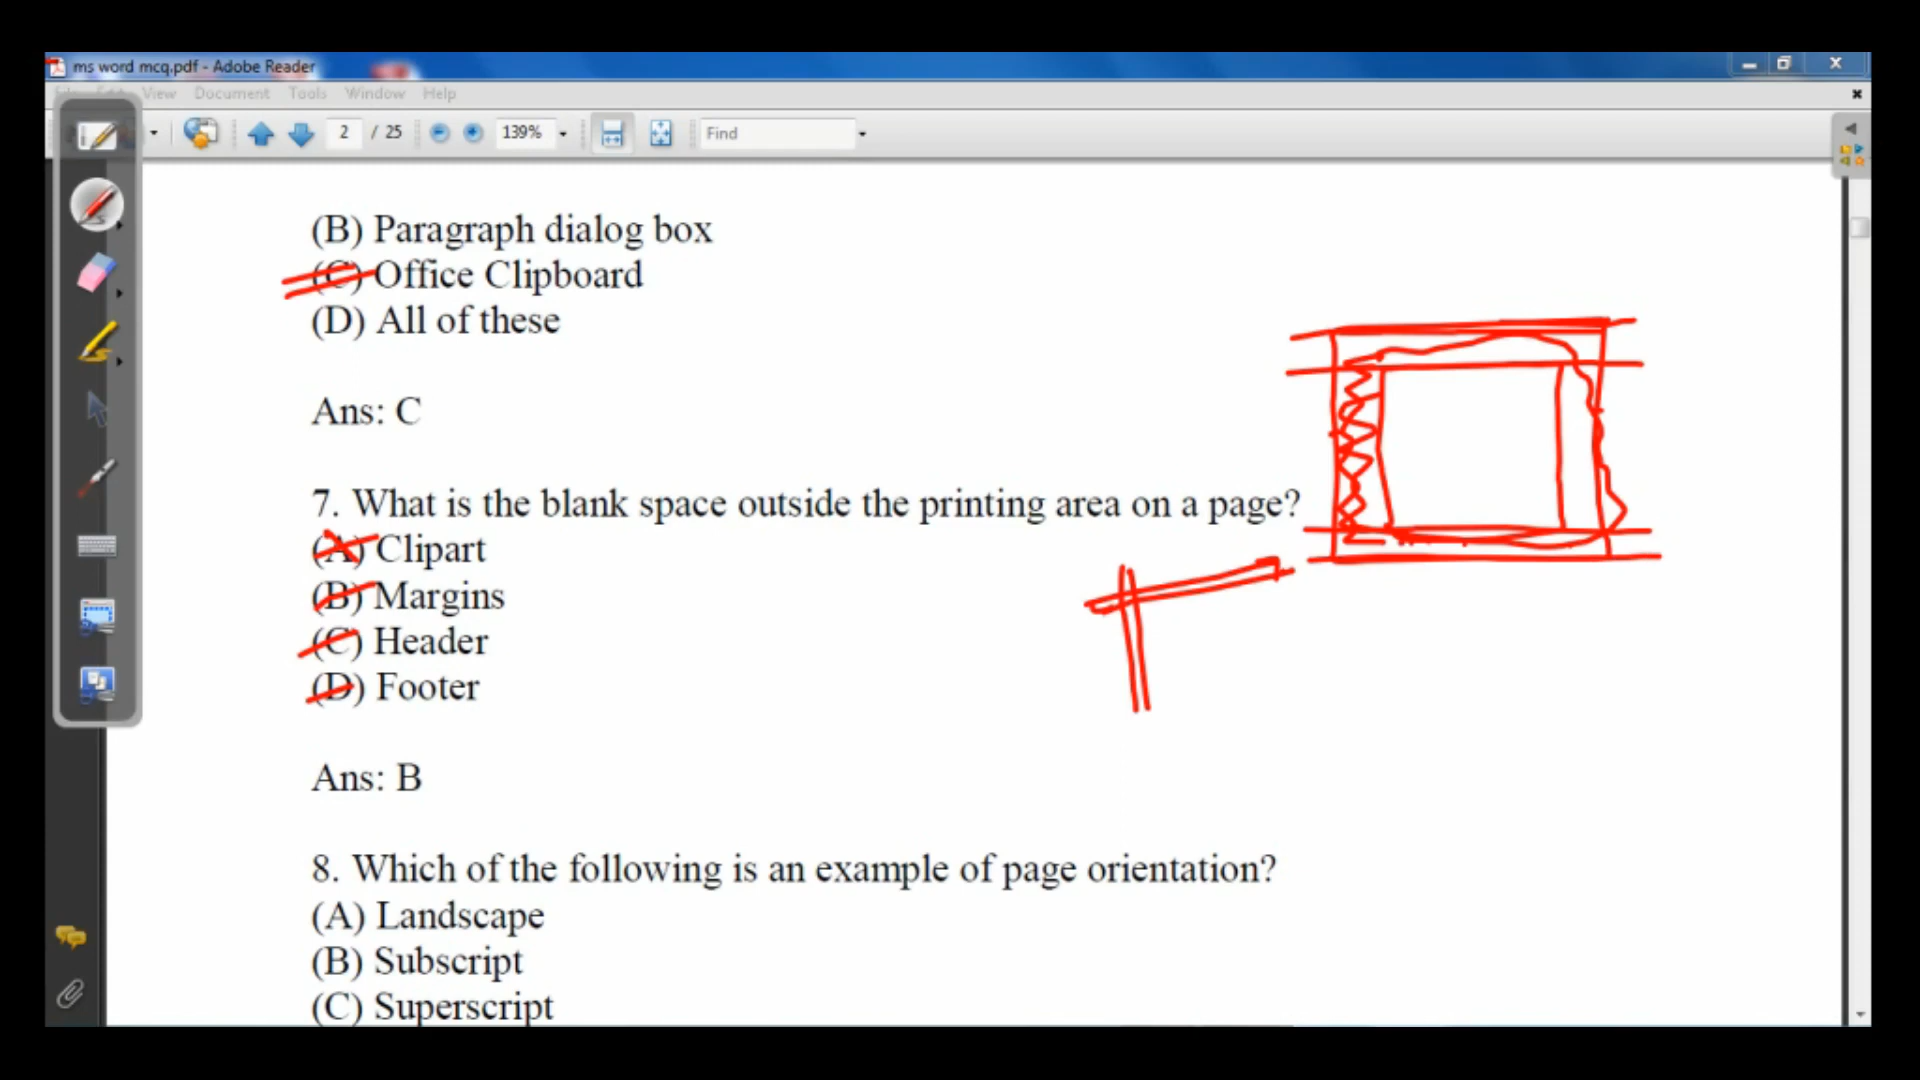 ms word mcq.pdf - Adobe Reader
View Document Tools Window Help
2 / 25 139% Find
(B) Paragraph dialog box
(C) Office Clipboard
(D) All of these
Ans: C
7. What is the blank space outside the printing area on a page?
(A) Clipart
(B) Margins
(C) Header
(D) Footer
Ans: B
8. Which of the following is an example of page orientation?
(A) Landscape
(B) Subscript
(C) Superscript